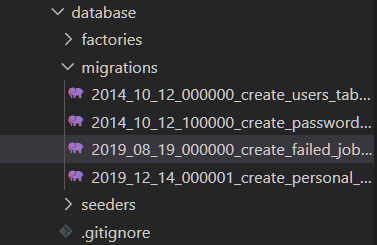 database
factories
migrations
2014_10_12_000000_create_users_tab...
2014_10_12_100000_create_password...
2019_08_19_000000_create_failed_job...
2019_12_14_000001_create_personal_...
seeders
.gitignore